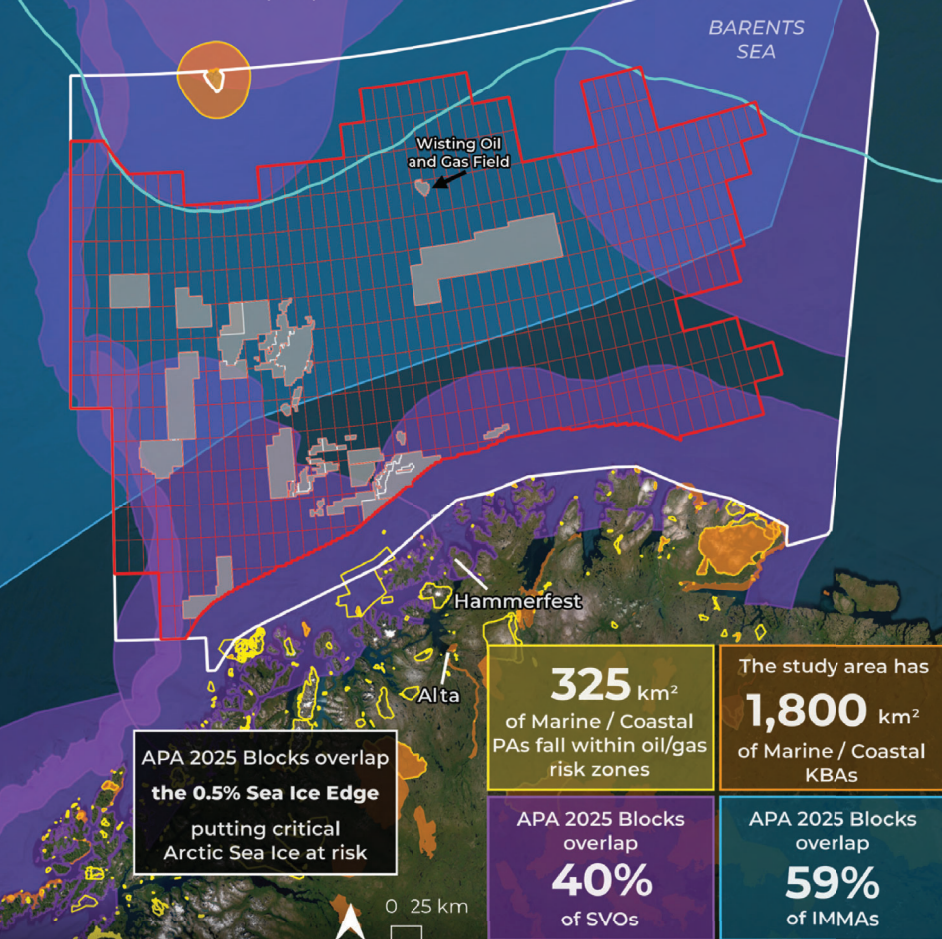 BARENTS
SEA
Wisting Oil
and Gas Field
Hammerfest
Alta
325 km²
of Marine / Coastal
PAs fall within oil/gas
risk zones
The study area has
1,800 km²
of Marine / Coastal
KBAs
APA 2025 Blocks overlap
the 0.5% Sea Ice Edge
putting critical
Arctic Sea Ice at risk
APA 2025 Blocks
overlap
40%
of SVOs
APA 2025 Blocks
overlap
59%
of IMMAs
0 25 km